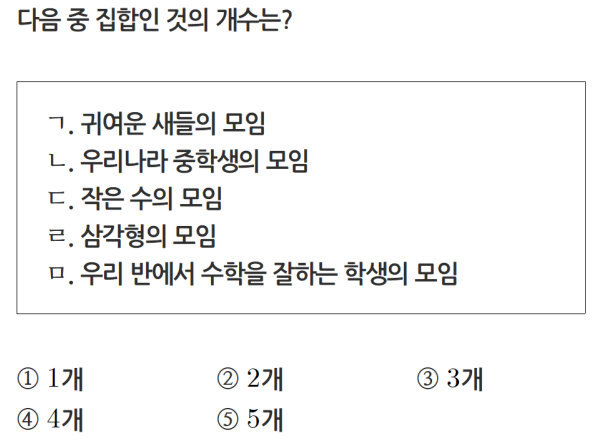 다음 중 집합인 것의 개수는?
ㄱ. 귀여운 새들의 모임
ㄴ. 우리나라 중학생의 모임
ㄷ. 작은 수의 모임
ㄹ. 삼각형의 모임
ㅁ. 우리 반에서 수학을 잘하는 학생의 모임
① 1개 ② 2개 ③ 3개
④ 4개 ⑤ 5개